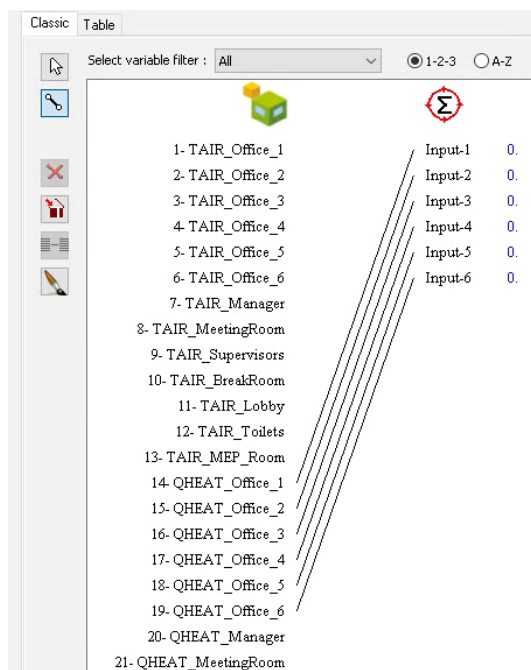 Classic Table
Select variable filter : All 1-2-3 A-Z
Σ
1- TAIR_Office_1 Input-1 0.
2- TAIR_Office_2 Input-2 0.
3- TAIR_Office_3 Input-3 0.
4- TAIR_Office_4 Input-4 0.
5- TAIR_Office_5 Input-5 0.
6- TAIR_Office_6 Input-6 0.
7- TAIR_Manager
8- TAIR_MeetingRoom
9- TAIR_Supervisors
10- TAIR_BreakRoom
11- TAIR_Lobby
12- TAIR_Toilets
13- TAIR_MEP_Room
14- QHEAT_Office_1
15- QHEAT_Office_2
16- QHEAT_Office_3
17- QHEAT_Office_4
18- QHEAT_Office_5
19- QHEAT_Office_6
20- QHEAT_Manager
21- QHEAT_MeetingRoom